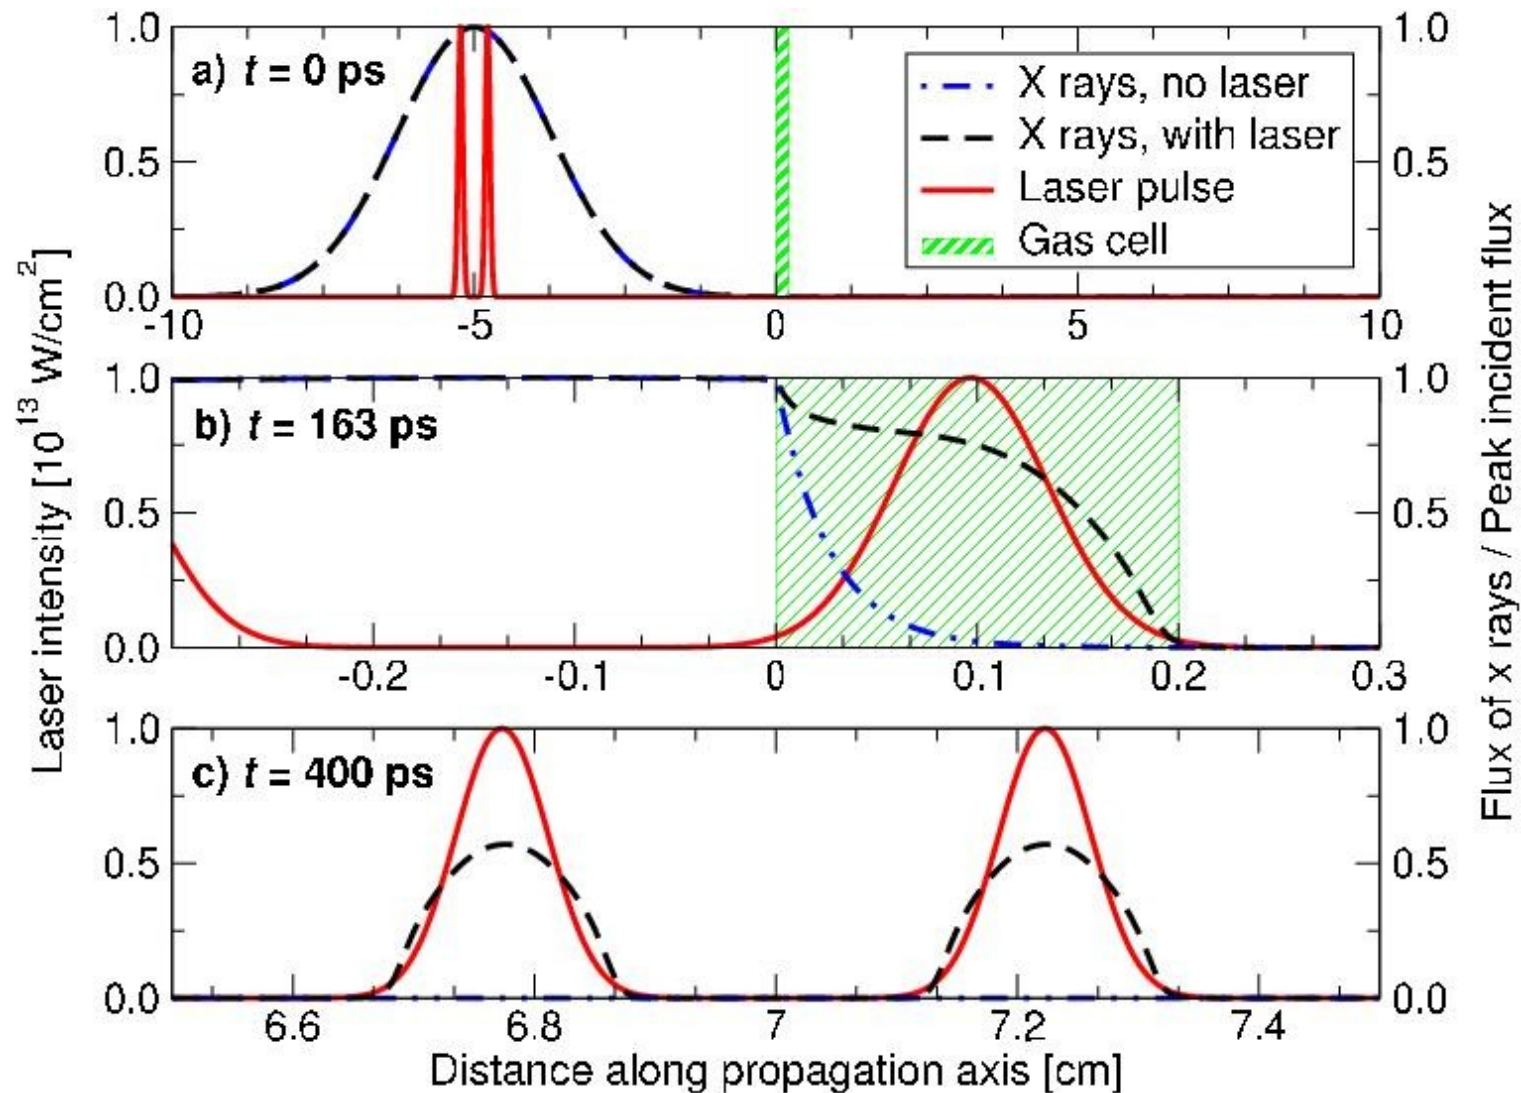 1.0
0.5
0.0
a) t = 0 ps
X rays, no laser
X rays, with laser
Laser pulse
Gas cell
1.0
0.5
-10 -5 0 5 10
1.0
0.5
0.0
b) t = 163 ps
1.0
0.5
-0.2 -0.1 0 0.1 0.2 0.3
1.0
0.5
0.0
c) t = 400 ps
1.0
0.5
0.0
6.6 6.8 7 7.2 7.4
Distance along propagation axis [cm]
Laser intensity [10^13 W/cm^2]
Flux of x rays / Peak incident flux